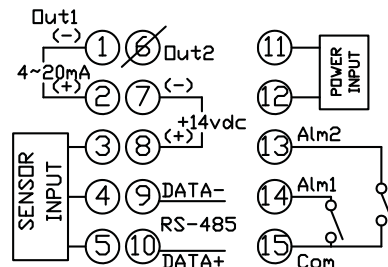 Out1
(-) 1 6 Out2 11
4~20mA POWER INPUT
(+) 2 7 (-) 12
+14vdc
3 8 (+) 13 Alm2
SENSOR INPUT
4 9 DATA- 14 Alm1
RS-485
5 10 DATA+ 15 Com